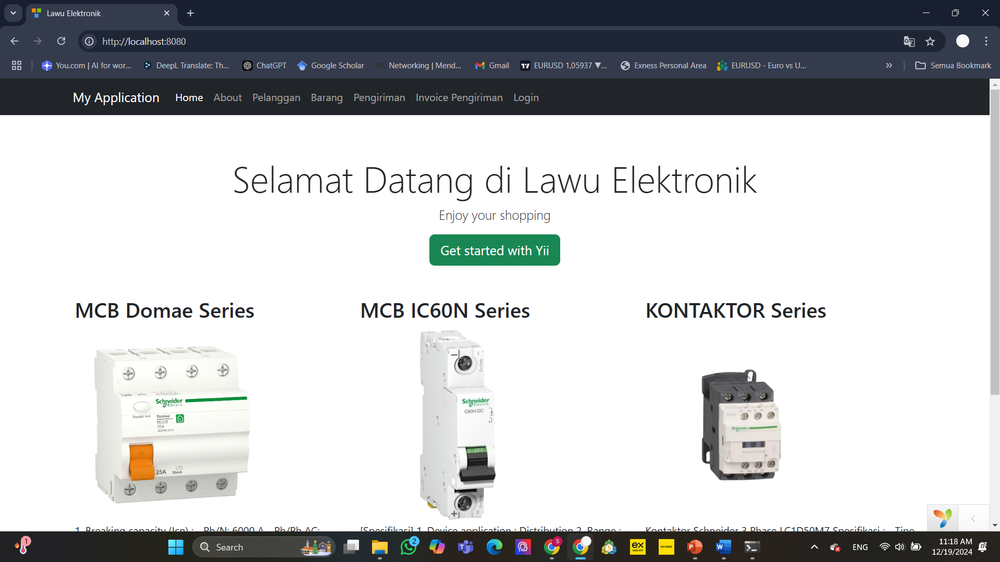 Lawu Elektronik
http://localhost:8080
You.com | AI for wor...
DeepL Translate: Th...
ChatGPT
Google Scholar
Networking | Mend...
Gmail
EURUSD 1,05937 ▼...
Exness Personal Area
EURUSD - Euro vs U...
Semua Bookmark
My Application
Home
About
Pelanggan
Barang
Pengiriman
Invoice Pengiriman
Login
Selamat Datang di Lawu Elektronik
Enjoy your shopping
Get started with Yii
MCB Domae Series
MCB IC60N Series
KONTAKTOR Series
Schneider
Electric
Domae
RCCB
25A
25A
30mA
Schneider
Electric
C60H-DC
O-OFF
Schneider
1. Breaking capacity (Icn) : - Ph/N: 6000 A - Ph/Ph AC:
[Spesifikasi] 1. Device application : Distribution 2. Range :
Kontaktor Schneider 3 Phase LC1D50M7 Spesifikasi : - Tipe
1
Search
2
ENG
11:18 AM
12/19/2024